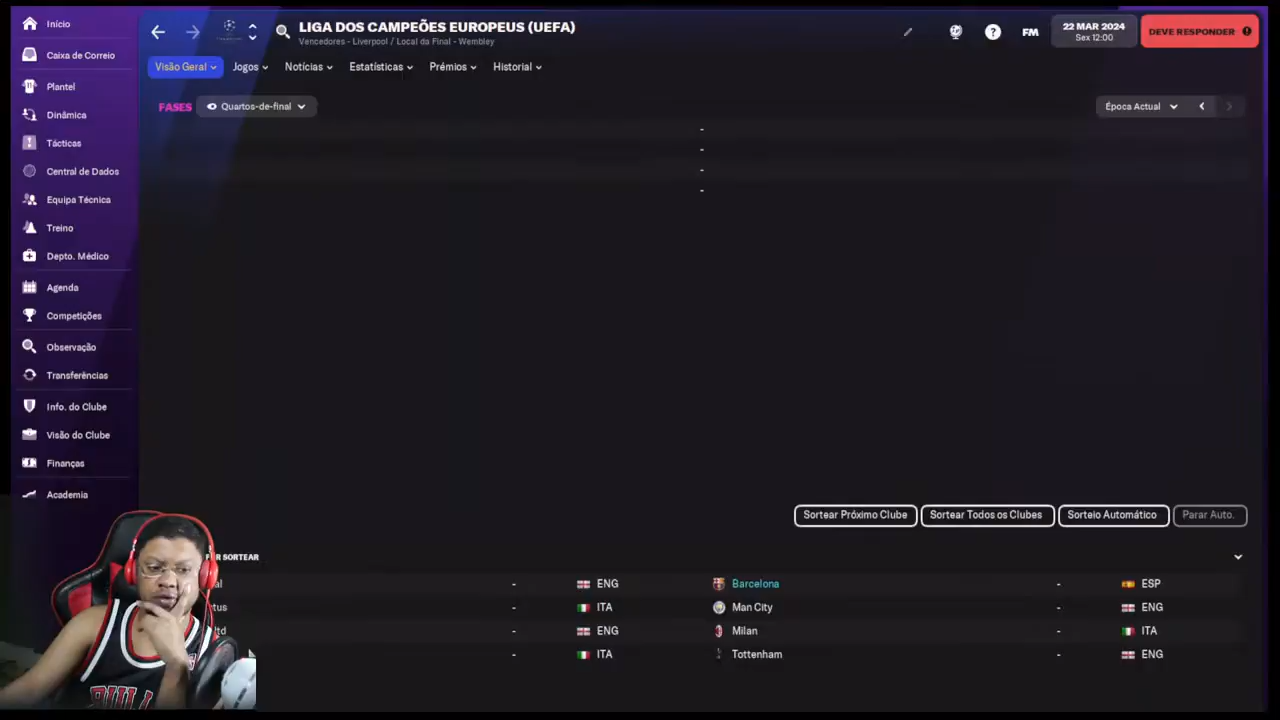 Início
Caixa de Correio
Plantel
Dinâmica
Tácticas
Central de Dados
Equipa Técnica
Treino
Depto. Médico
Agenda
Competições
Observação
Transferências
Info. do Clube
Visão do Clube
Finanças
Academia
LIGA DOS CAMPEÕES EUROPEUS (UEFA)
Vencedores - Liverpool / Local da Final - Wembley
FM
22 MAR 2024
Sex 12:00
DEVE RESPONDER
Visão Geral
Jogos
Notícias
Estatísticas
Prémios
Historial
FASES
Quartos-de-final
Época Actual
-
-
-
-
Sortear Próximo Clube
Sortear Todos os Clubes
Sorteio Automático
Parar Auto.
SORTEAR
- ENG Barcelona - ESP
- ITA Man City - ENG
- ENG Milan - ITA
- ITA Tottenham - ENG
BULL